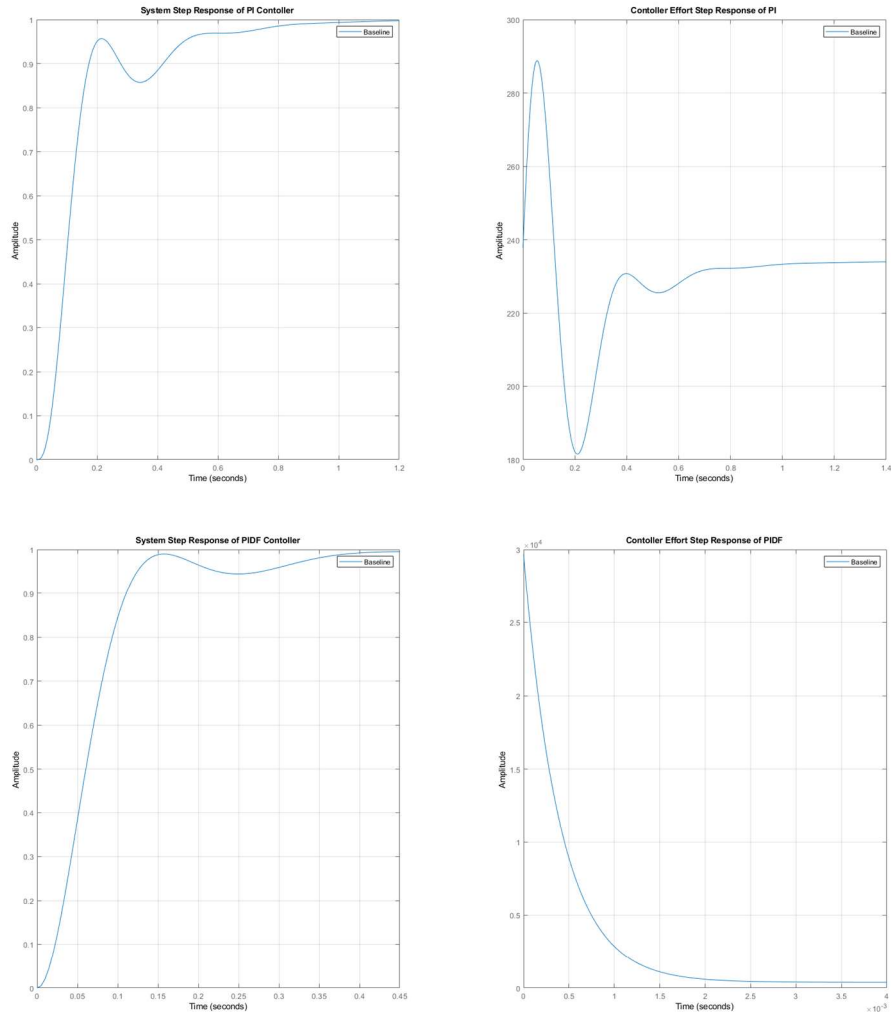 System Step Response of PI Contoller
Baseline
Amplitude
1
0.9
0.8
0.7
0.6
0.5
0.4
0.3
0.2
0.1
0
0 0.2 0.4 0.6 0.8 1 1.2
Time (seconds)
Contoller Effort Step Response of PI
Baseline
Amplitude
300
280
260
240
220
200
180
0 0.2 0.4 0.6 0.8 1 1.2 1.4
Time (seconds)
System Step Response of PIDF Contoller
Baseline
Amplitude
1
0.9
0.8
0.7
0.6
0.5
0.4
0.3
0.2
0.1
0
0 0.05 0.1 0.15 0.2 0.25 0.3 0.35 0.4 0.45
Time (seconds)
Contoller Effort Step Response of PIDF
× 10⁴
Baseline
Amplitude
3
2.5
2
1.5
1
0.5
0
0 0.5 1 1.5 2 2.5 3 3.5 4
Time (seconds)
× 10⁻³